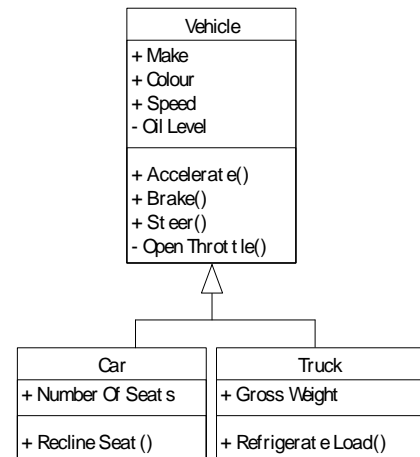 Vehicle
+ Make
+ Colour
+ Speed
- Oil Level
+ Accelerate()
+ Brake()
+ Steer()
- Open Throttle()
Car
+ Number Of Seats
+ Recline Seat()
Truck
+ Gross Weight
+ Refrigerate Load()